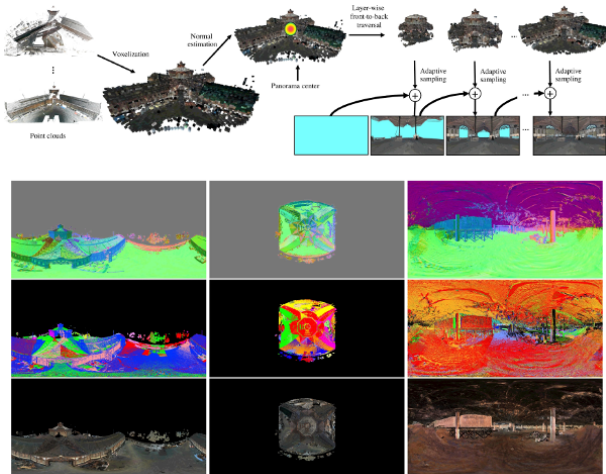 Layer-wise
front-to-back
traversal
Normal
estimation
Voxelization
Panorama center
Adaptive
sampling
Adaptive
sampling
Adaptive
sampling
Point clouds
...
...